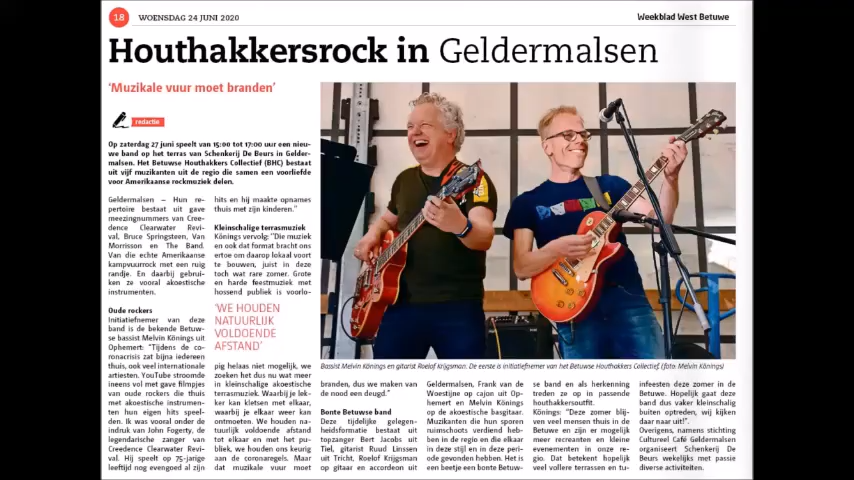 18 WOENSDAG 24 JUNI 2020
Weekblad West Betuwe
Houthakkersrock in Geldermalsen
‘Muzikale vuur moet branden’
redactie
Op zaterdag 27 juni speelt van 15:00 tot 17:00 uur een nieu-
we band op het terras van Schenkerij De Beurs in Gelder-
malsen. Het Betuwse Houthakkers Collectief (BHC) bestaat
uit vijf muzikanten uit de regio die samen een voorliefde
voor Amerikaanse rockmuziek delen.
Geldermalsen – Hun re-
pertoire bestaat uit gave
meezingnummers van Cree-
dence Clearwater Revi-
val, Bruce Springsteen, Van
Morrisson en The Band.
Van die echte Amerikaanse
kampvuurrock met een ruig
randje. En daarbij gebrui-
ken ze vooral akoestische
instrumenten.
Oude rockers
Initiatiefnemer van deze
band is de bekende Betuw-
se bassist Melvin Könings uit
Ophemert: “Tijdens de co-
ronacrisis zat bijna iedereen
thuis, ook veel internationale
artiesten. YouTube stroomde
ineens vol met gave filmpjes
van oude rockers die thuis
met akoestische instrumen-
ten hun eigen hits speel-
den. Ik was vooral onder de
indruk van John Fogerty, de
legendarische zanger van
Creedence Clearwater Revi-
val. Hij speelt op 75-jarige
leeftijd nog evengoed al zijn
hits en hij maakte opnames
thuis met zijn kinderen.”
Kleinschalige terrasmuziek
Könings vervolg: “Die muziek
en ook dat format bracht ons
ertoe om daarop lokaal voort
te bouwen, juist in deze
toch wat rare zomer. Grote
en harde feestmuziek met
hossend publiek is voorlo-
‘WE HOUDEN
NATUURLIJK
VOLDOENDE
AFSTAND’
pig helaas niet mogelijk, we
zoeken het dus nu wat meer
in kleinschalige akoestische
terrasmuziek. Waarbij je lek-
ker kan kletsen met elkaar,
waarbij je elkaar weer kan
ontmoeten. We houden na-
tuurlijk voldoende afstand
tot elkaar en met het pu-
bliek, we houden ons keurig
aan de coronaregels. Maar
dat muzikale vuur moet
Bassist Melvin Könings en gitarist Roelof Krijgsman. De eerste is initiatiefnemer van het Betuwse Houthakkers Collectief. (foto: Melvin Könings)
branden, dus we maken van
de nood een deugd.”
Bonte Betuwse band
Deze tijdelijke gelegen-
heidsformatie bestaat uit
topzanger Bert Jacobs uit
Tiel, gitarist Ruud Linssen
uit Tricht, Roelof Krijgsman
op gitaar en accordeon uit
Geldermalsen, Frank van de
Woestijne op cajon uit Op-
hemert en Melvin Könings
op de akoestische basgitaar.
Muzikanten die hun sporen
ruimschoots verdiend heb-
ben in de regio en die elkaar
in deze stijl en in deze peri-
ode gevonden hebben. Het is
een beetje een bonte Betuw-
se band en als herkenning
treden ze op in passende
houthakkersoutfit.
Könings: “Deze zomer blij-
ven veel mensen thuis in de
Betuwe en zijn er mogelijk
meer recreanten en kleine
evenementen in onze re-
gio. Dat betekent hopelijk
veel vollere terrassen en tu-
infeesten deze zomer in de
Betuwe. Hopelijk gaat deze
band dus vaker kleinschalig
buiten optreden, wij kijken
daar naar uit!”.
Overigens, namens stichting
Cultureel Café Geldermalsen
organiseert Schenkerij De
Beurs wekelijks met passie
diverse activiteiten.